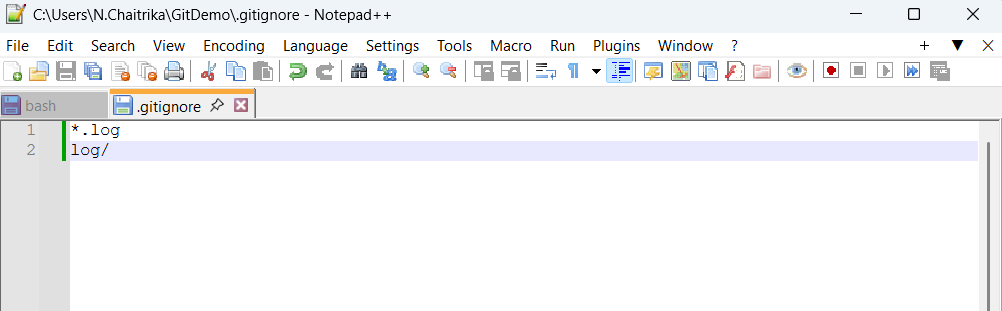 C:\Users\N.Chaitrika\GitDemo\.gitignore - Notepad++
File Edit Search View Encoding Language Settings Tools Macro Run Plugins Window ?
bash .gitignore
1 *.log
2 log/